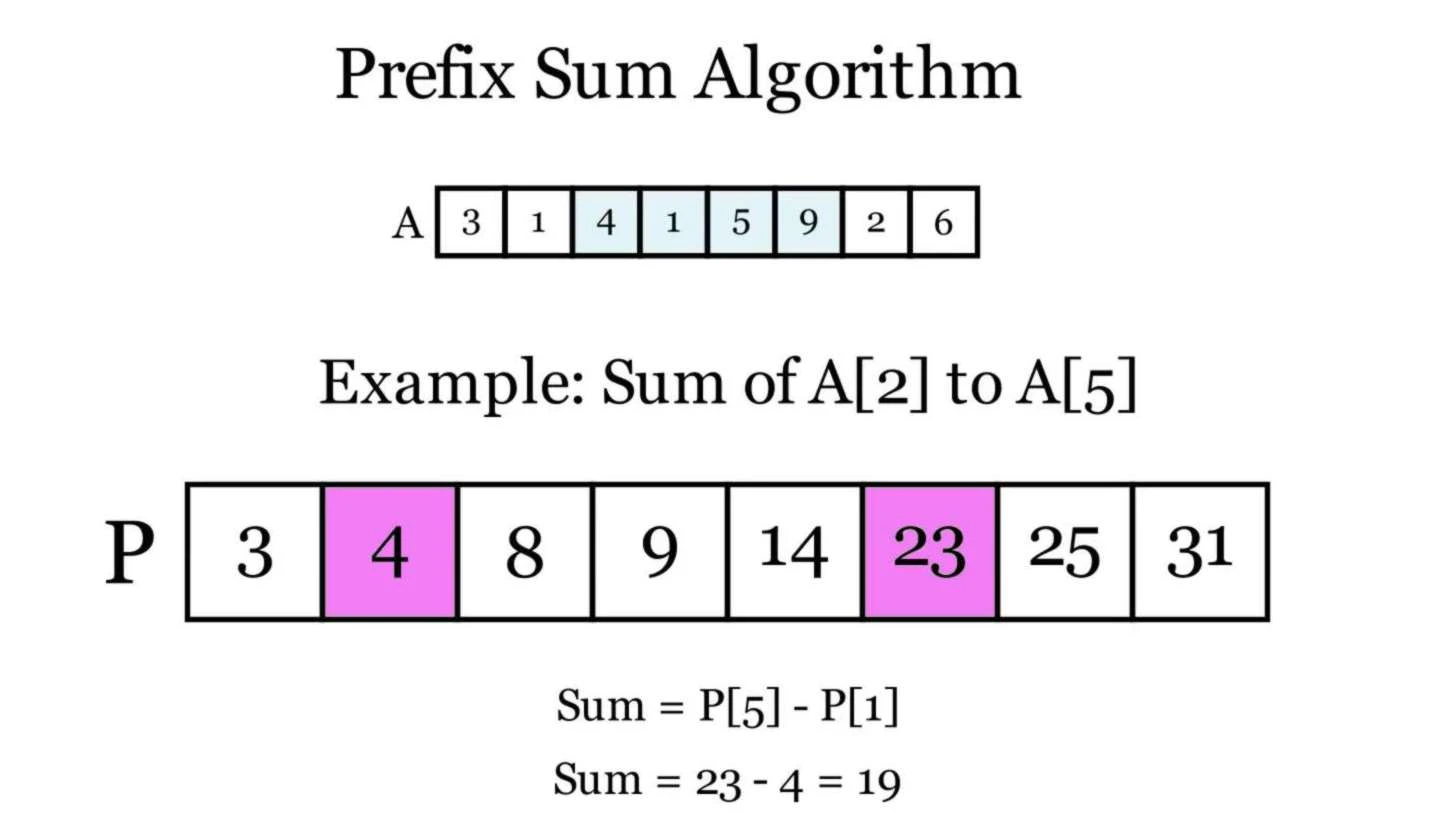 Prefix Sum Algorithm
A 3 1 4 1 5 9 2 6
Example: Sum of A[2] to A[5]
P 3 4 8 9 14 23 25 31
Sum = P[5] - P[1]
Sum = 23 - 4 = 19